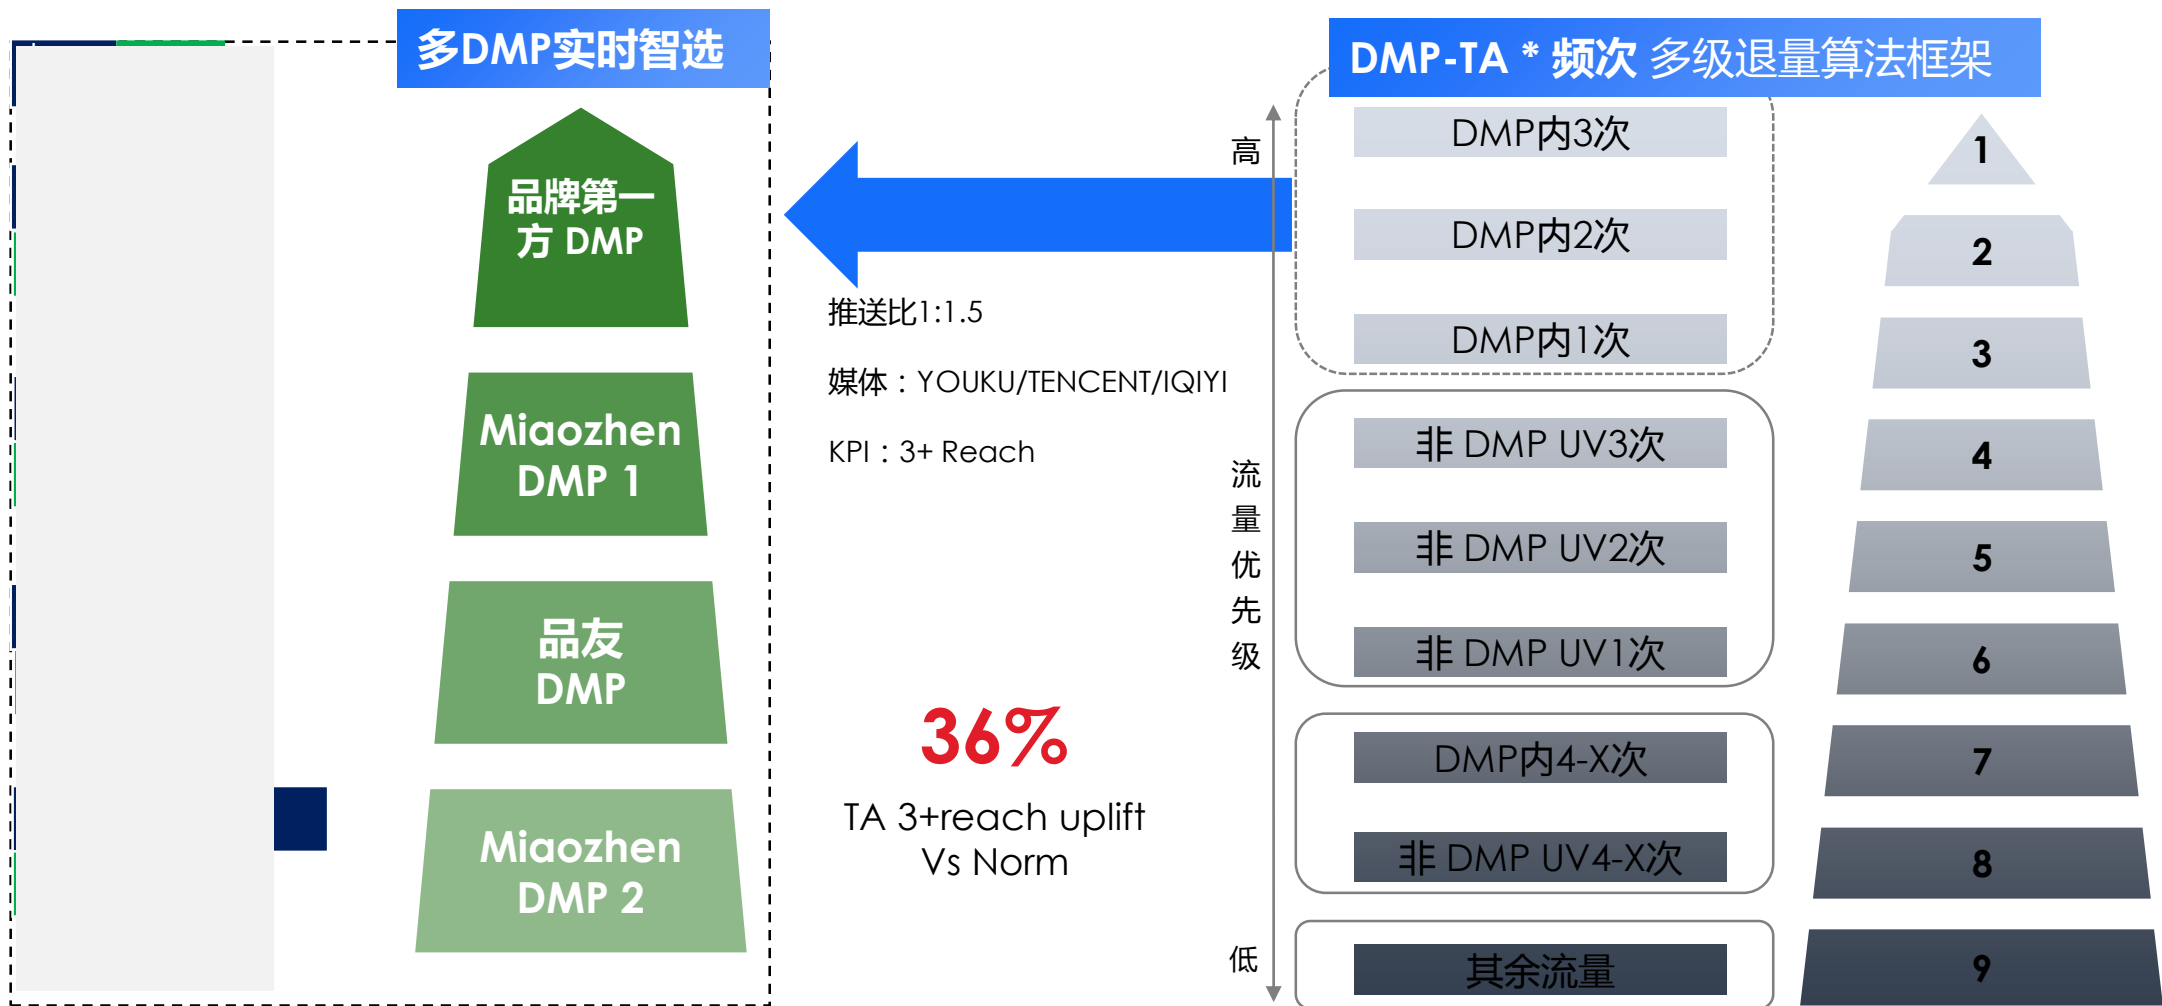 多DMP实时智选
品牌第一
方 DMP
Miaozhen
DMP 1
品友
DMP
Miaozhen
DMP 2
推送比1:1.5
媒体：YOUKU/TENCENT/IQIYI
KPI：3+ Reach
36%
TA 3+reach uplift
Vs Norm
DMP-TA * 频次 多级退量算法框架
高
流
量
优
先
级
低
DMP内3次
DMP内2次
DMP内1次
非 DMP UV3次
非 DMP UV2次
非 DMP UV1次
DMP内4-X次
非 DMP UV4-X次
其余流量
1
2
3
4
5
6
7
8
9